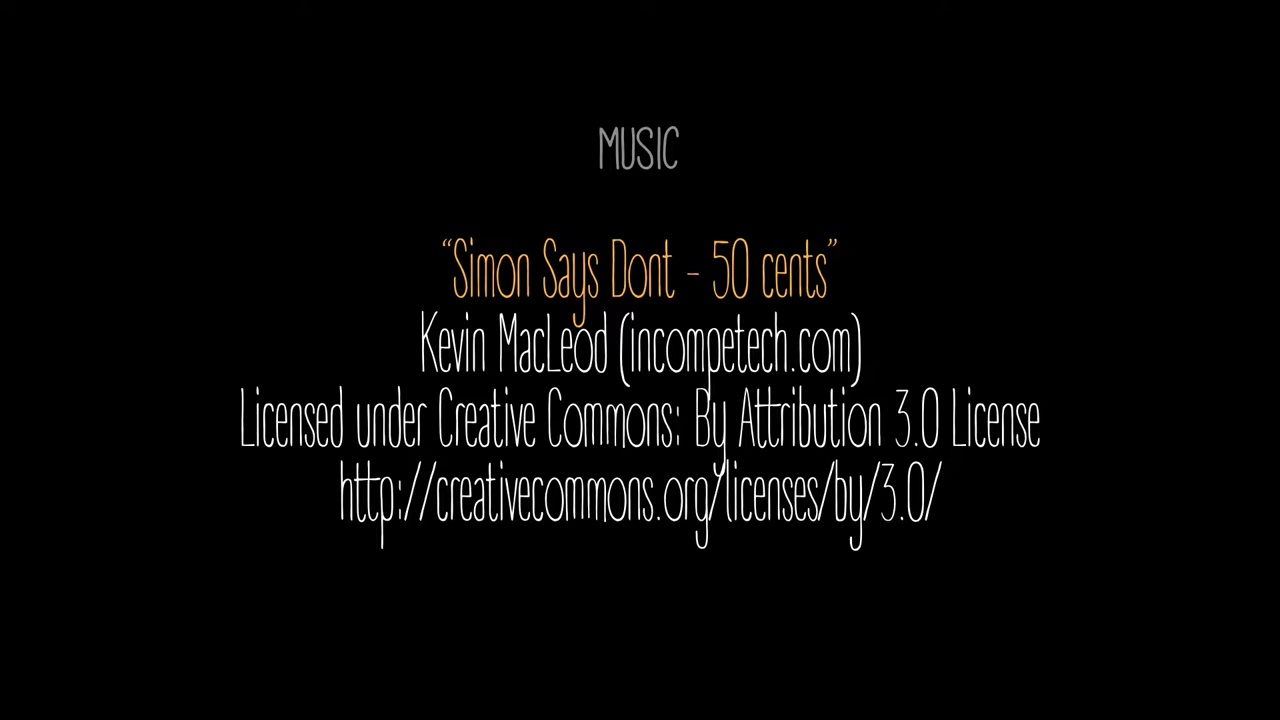 MUSIC
“Simon Says Dont - 50 cents”
Kevin MacLeod (incompetech.com)
Licensed under Creative Commons: By Attribution 3.0 License
http://creativecommons.org/licenses/by/3.0/